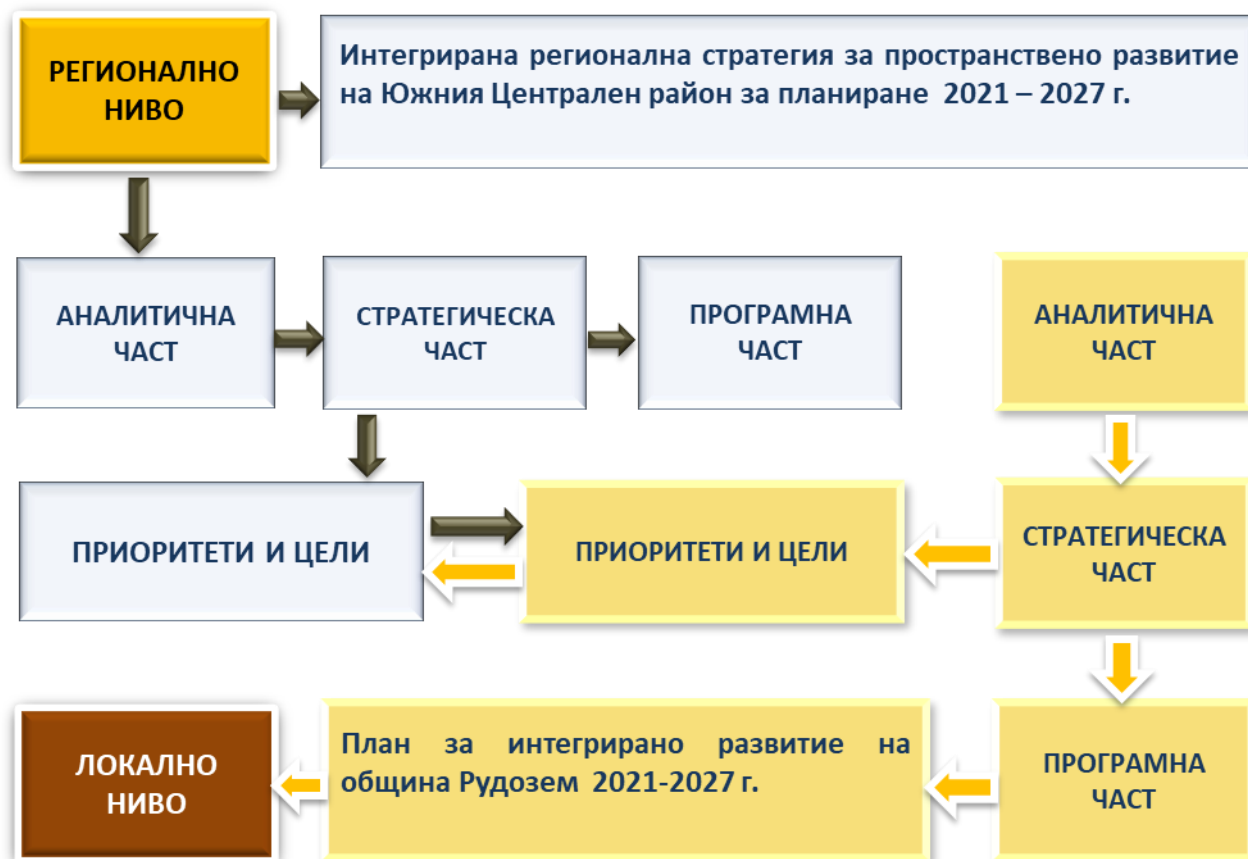 РЕГИОНАЛНО
НИВО
Интегрирана регионална стратегия за пространствено развитие
на Южния Централен район за планиране 2021 – 2027 г.
АНАЛИТИЧНА
ЧАСТ
СТРАТЕГИЧЕСКА
ЧАСТ
ПРОГРАМНА
ЧАСТ
АНАЛИТИЧНА
ЧАСТ
ПРИОРИТЕТИ И ЦЕЛИ
ПРИОРИТЕТИ И ЦЕЛИ
СТРАТЕГИЧЕСКА
ЧАСТ
ЛОКАЛНО
НИВО
План за интегрирано развитие на
община Рудозем 2021-2027 г.
ПРОГРАМНА
ЧАСТ